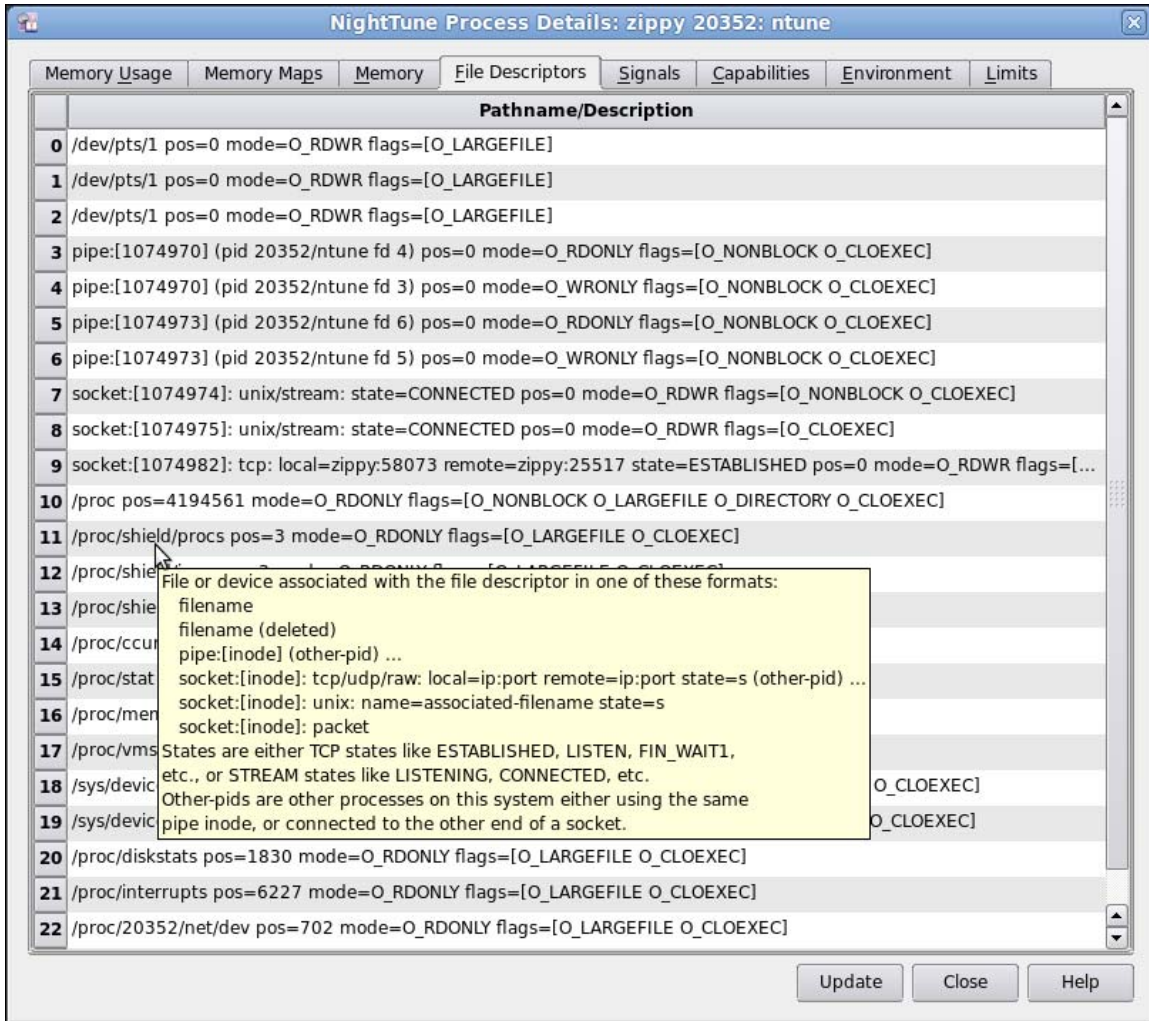 NightTune Process Details: zippy 20352: ntune
Memory Usage Memory Maps Memory File Descriptors Signals Capabilities Environment Limits
Pathname/Description
0 /dev/pts/1 pos=0 mode=O_RDWR flags=[O_LARGEFILE]
1 /dev/pts/1 pos=0 mode=O_RDWR flags=[O_LARGEFILE]
2 /dev/pts/1 pos=0 mode=O_RDWR flags=[O_LARGEFILE]
3 pipe:[1074970] (pid 20352/ntune fd 4) pos=0 mode=O_RDONLY flags=[O_NONBLOCK O_CLOEXEC]
4 pipe:[1074970] (pid 20352/ntune fd 3) pos=0 mode=O_WRONLY flags=[O_NONBLOCK O_CLOEXEC]
5 pipe:[1074973] (pid 20352/ntune fd 6) pos=0 mode=O_RDONLY flags=[O_NONBLOCK O_CLOEXEC]
6 pipe:[1074973] (pid 20352/ntune fd 5) pos=0 mode=O_WRONLY flags=[O_NONBLOCK O_CLOEXEC]
7 socket:[1074974]: unix/stream: state=CONNECTED pos=0 mode=O_RDWR flags=[O_NONBLOCK O_CLOEXEC]
8 socket:[1074975]: unix/stream: state=CONNECTED pos=0 mode=O_RDWR flags=[O_CLOEXEC]
9 socket:[1074982]: tcp: local=zippy:58073 remote=zippy:25517 state=ESTABLISHED pos=0 mode=O_RDWR flags=[...
10 /proc pos=4194561 mode=O_RDONLY flags=[O_NONBLOCK O_LARGEFILE O_DIRECTORY O_CLOEXEC]
11 /proc/shield/procs pos=3 mode=O_RDONLY flags=[O_LARGEFILE O_CLOEXEC]
12 /proc/shie
13 /proc/shie
14 /proc/ccur
15 /proc/stat
16 /proc/mem
17 /proc/vms
18 /sys/devic O_CLOEXEC]
19 /sys/devic O_CLOEXEC]
File or device associated with the file descriptor in one of these formats:
filename
filename (deleted)
pipe:[inode] (other-pid) ...
socket:[inode]: tcp/udp/raw: local=ip:port remote=ip:port state=s (other-pid) ...
socket:[inode]: unix: name=associated-filename state=s
socket:[inode]: packet
States are either TCP states like ESTABLISHED, LISTEN, FIN_WAIT1,
etc., or STREAM states like LISTENING, CONNECTED, etc.
Other-pids are other processes on this system either using the same
pipe inode, or connected to the other end of a socket.
20 /proc/diskstats pos=1830 mode=O_RDONLY flags=[O_LARGEFILE O_CLOEXEC]
21 /proc/interrupts pos=6227 mode=O_RDONLY flags=[O_LARGEFILE O_CLOEXEC]
22 /proc/20352/net/dev pos=702 mode=O_RDONLY flags=[O_LARGEFILE O_CLOEXEC]
Update Close Help